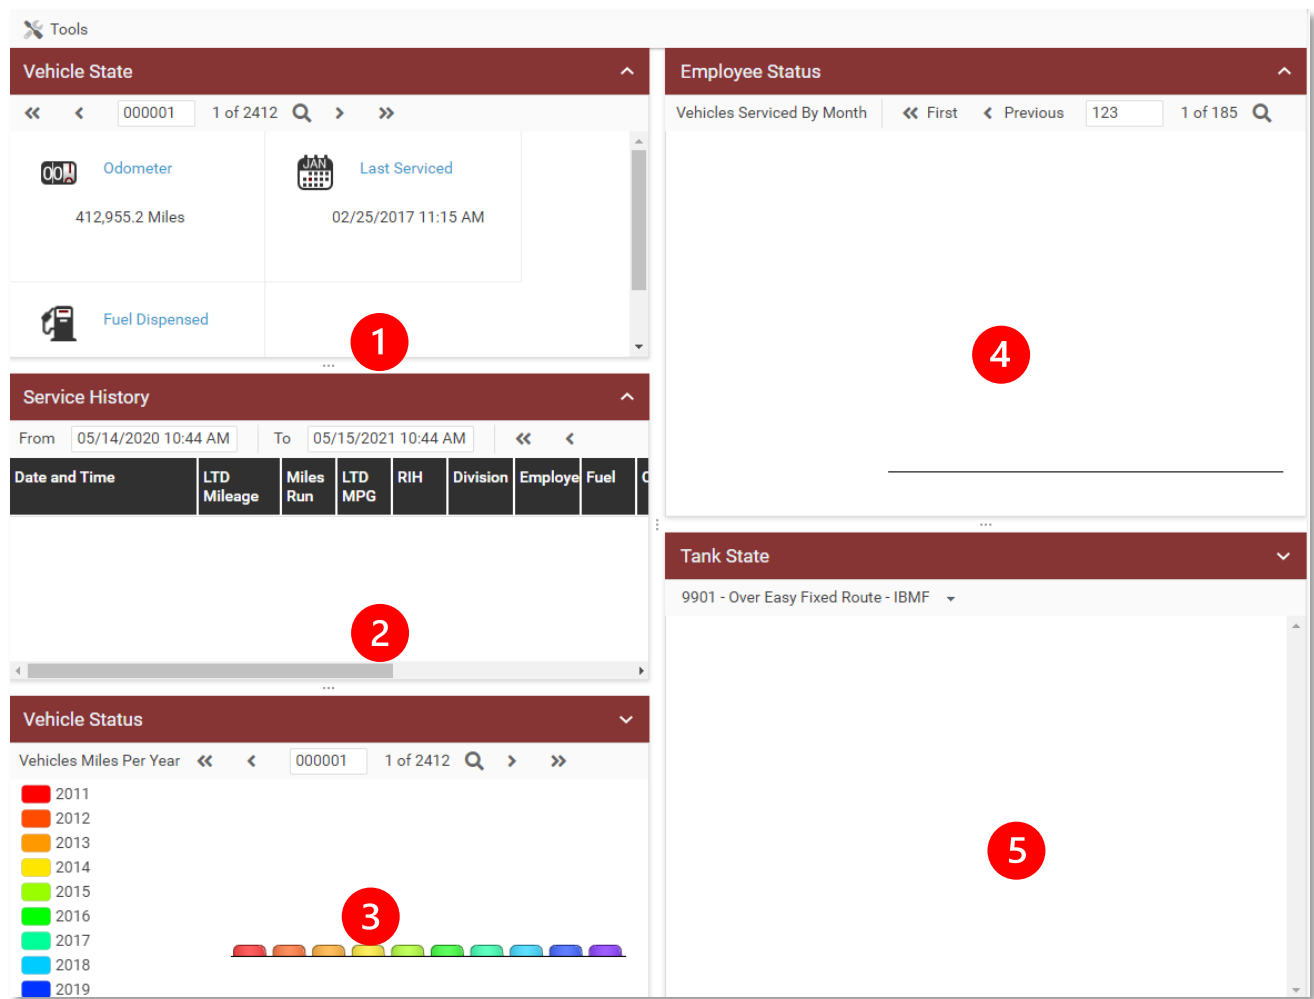 Tools
Vehicle State
000001 1 of 2412
Odometer
412,955.2 Miles
JAN
Last Serviced
02/25/2017 11:15 AM
Fuel Dispensed
1
Service History
From 05/14/2020 10:44 AM To 05/15/2021 10:44 AM
Date and Time LTD Mileage Miles Run LTD MPG RIH Division Employe Fuel
2
Vehicle Status
Vehicles Miles Per Year 000001 1 of 2412
2011
2012
2013
2014
2015
2016
2017
2018
2019
3
Employee Status
Vehicles Serviced By Month First Previous 123 1 of 185
4
Tank State
9901 - Over Easy Fixed Route - IBMF
5